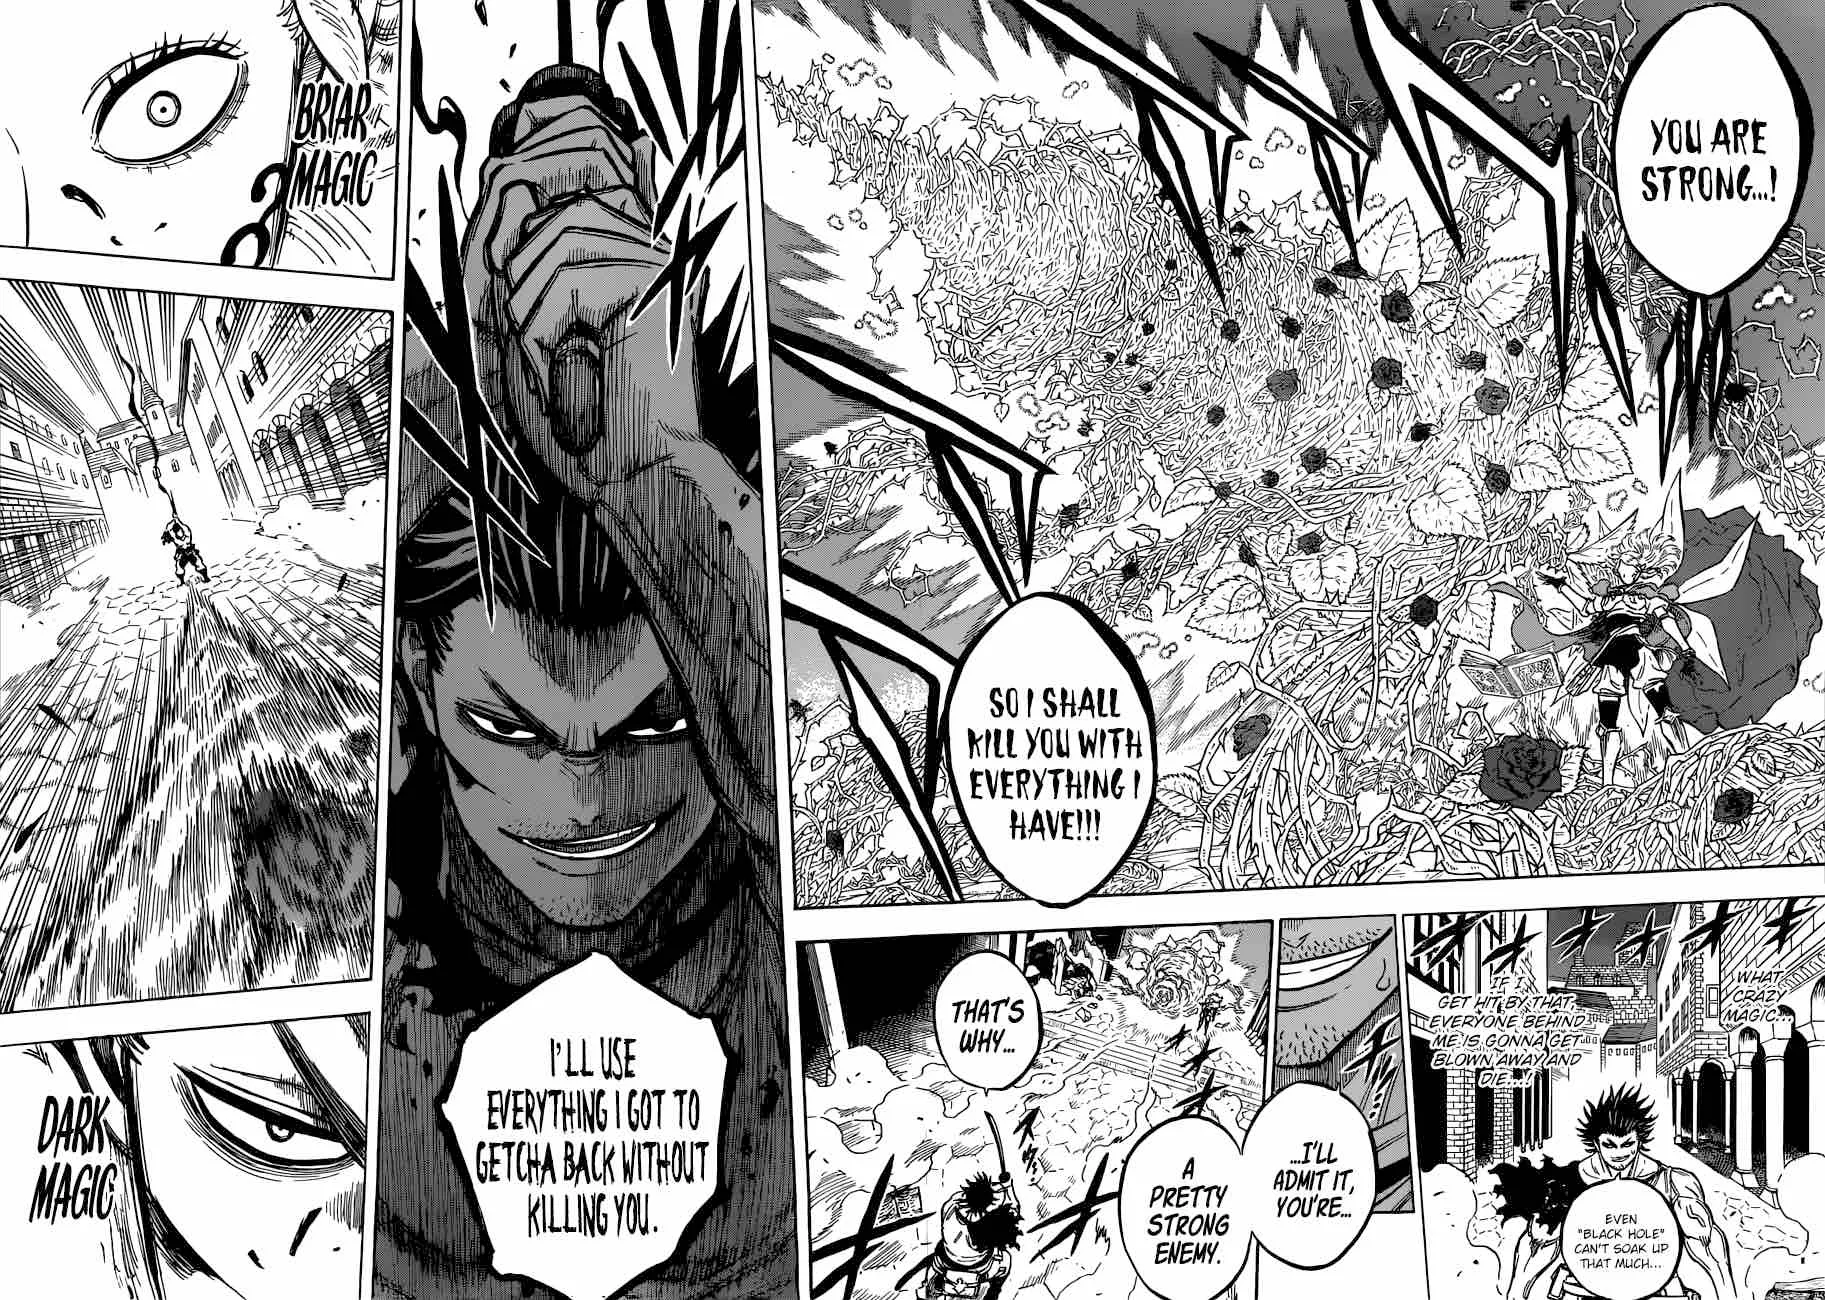 YOU ARE
STRONG...!
SO I SHALL
KILL YOU WITH
EVERYTHING I
HAVE!!!
WHAT
CRAZY
MAGIC...
IF I
GET HIT BY THAT,
EVERYONE BEHIND
ME IS GONNA GET
BLOWN AWAY AND
DIE...!
EVEN
"BLACK HOLE"
CAN'T SOAK UP
THAT MUCH...
...I'LL
ADMIT IT,
YOU'RE...
A
PRETTY
STRONG
ENEMY.
THAT'S
WHY...
I'LL USE
EVERYTHING I GOT TO
GETCHA BACK WITHOUT
KILLING YOU.
BRIAR
MAGIC
DARK
MAGIC